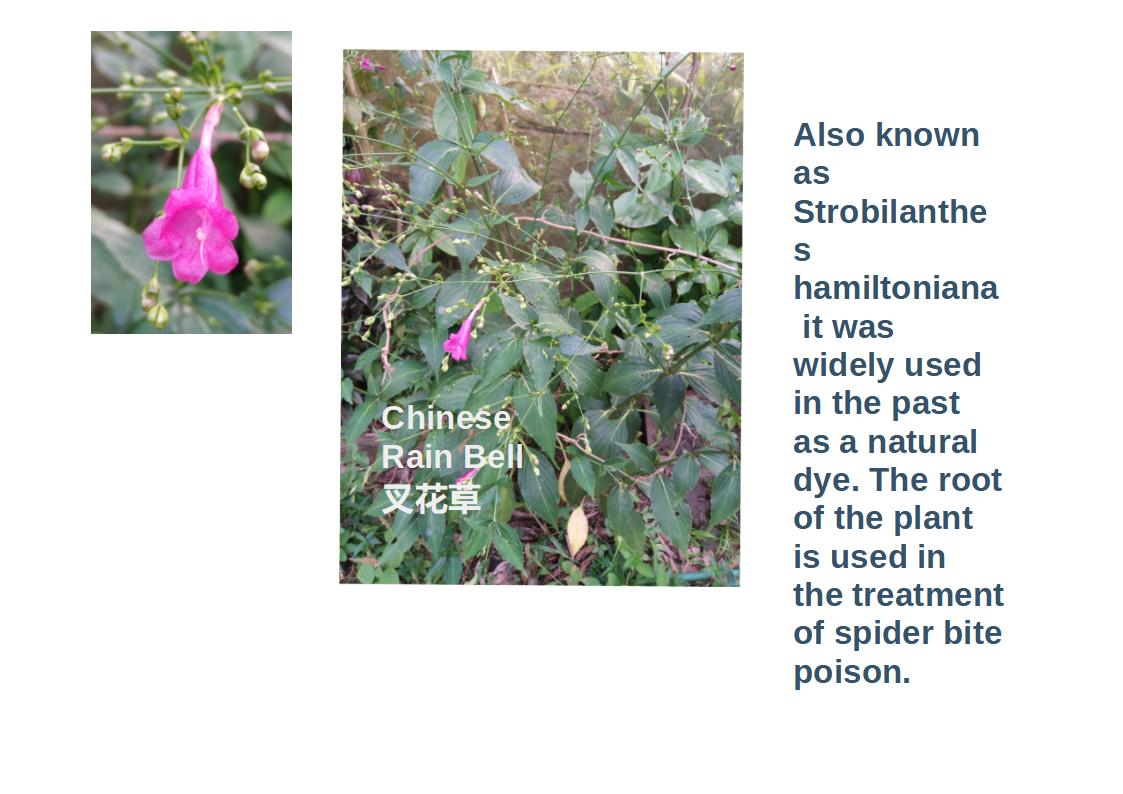 Chinese
Rain Bell
叉花草
Also known
as
Strobilanthe
s
hamiltoniana
it was
widely used
in the past
as a natural
dye. The root
of the plant
is used in
the treatment
of spider bite
poison.